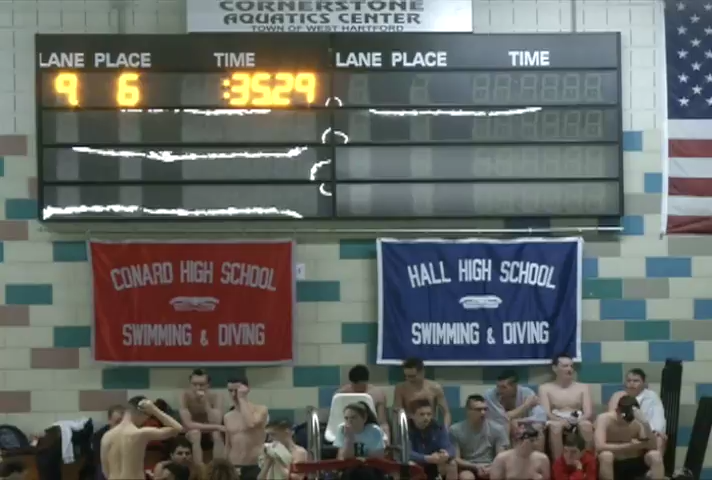 CORNERSTONE
AQUATICS CENTER
TOWN OF WEST HARTFORD
LANE PLACE TIME LANE PLACE TIME
9 6 :35.29
CONARD HIGH SCHOOL
SWIMMING & DIVING
HALL HIGH SCHOOL
SWIMMING & DIVING